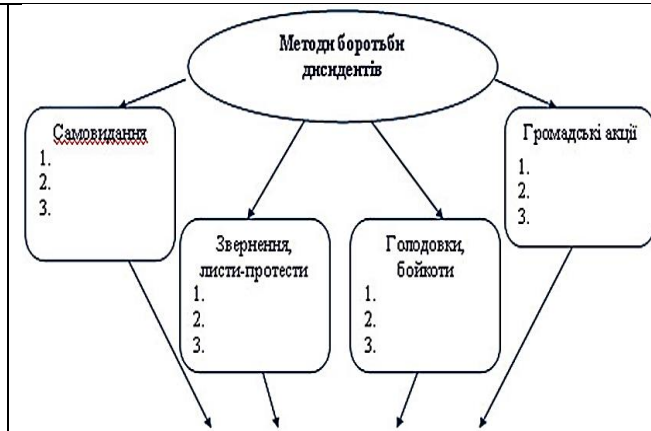 Методи боротьби
дисидентів
Самовидання
1.
2.
3.
Звернення,
листи-протести
1.
2.
3.
Голодовки,
бойкоти
1.
2.
3.
Громадські акції
1.
2.
3.